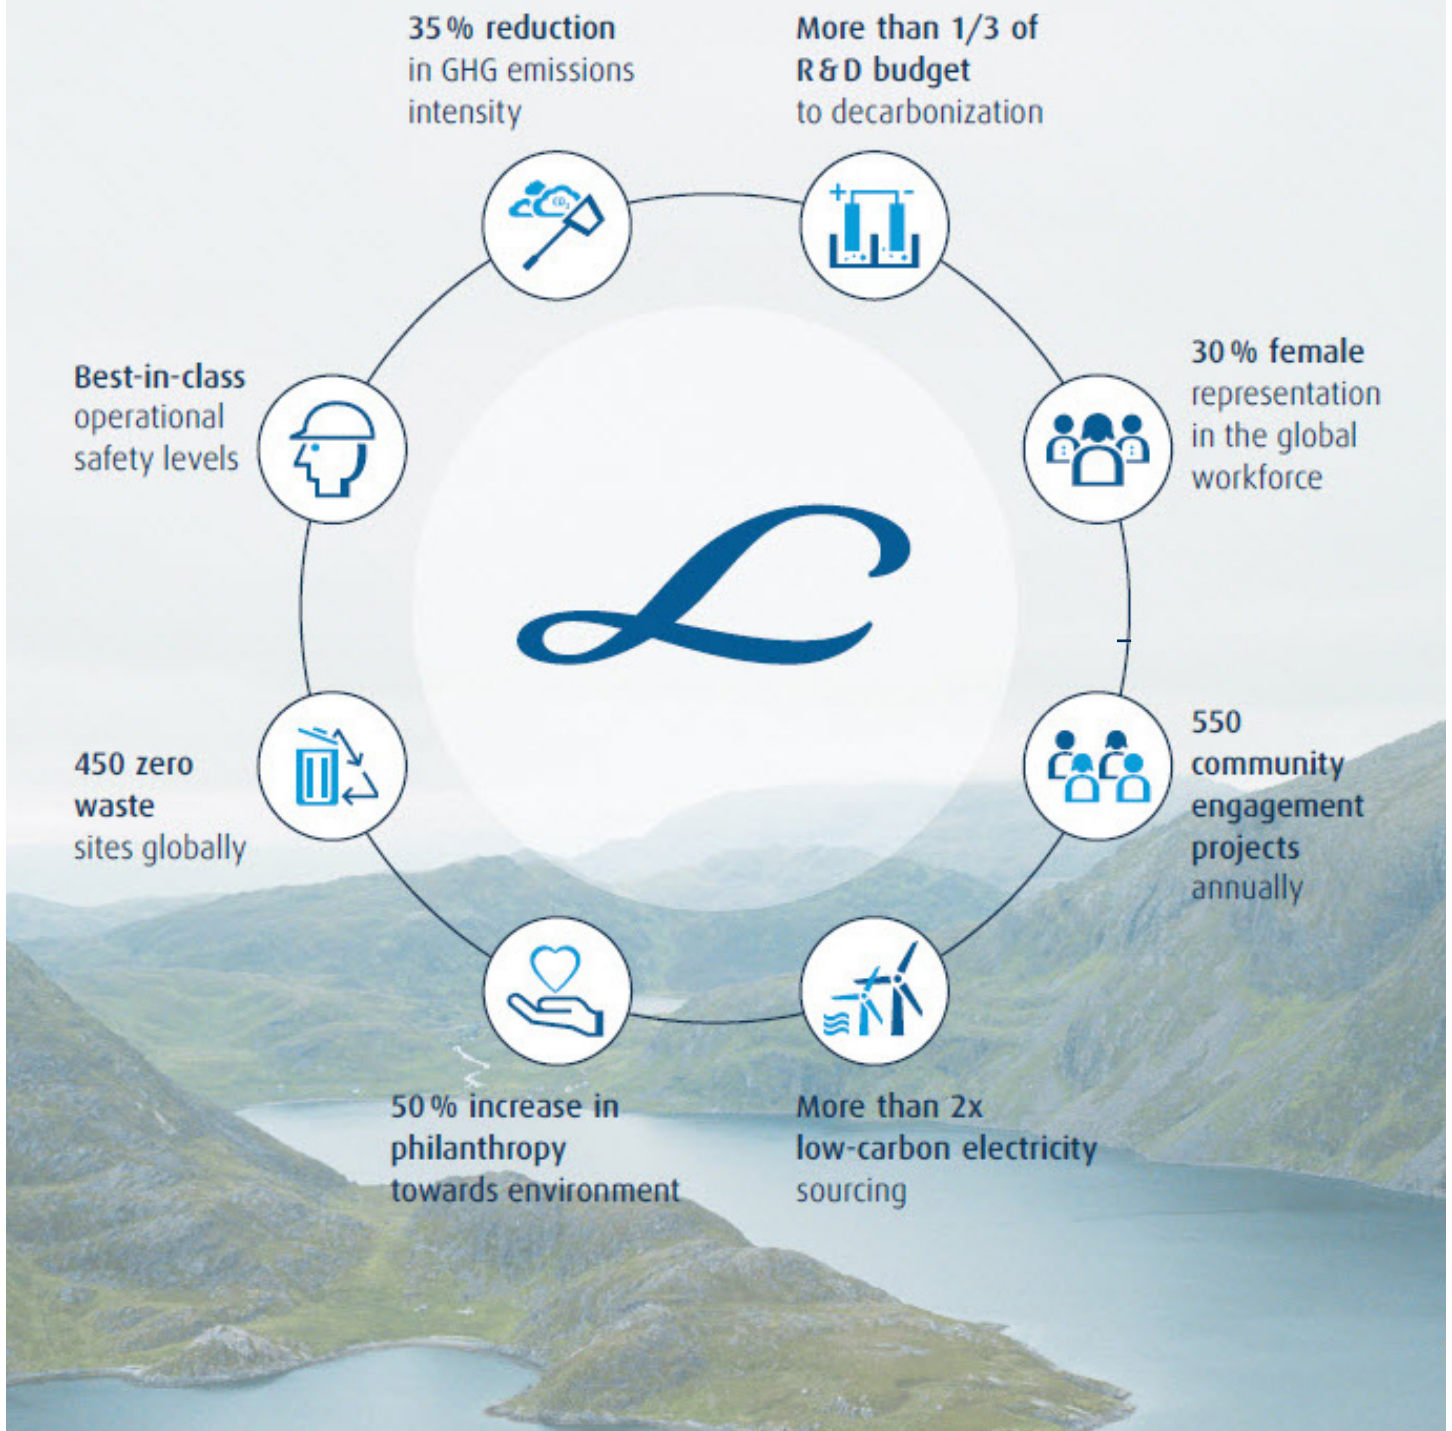 35% reduction
in GHG emissions
intensity
More than 1/3 of
R&D budget
to decarbonization
Best-in-class
operational
safety levels
30% female
representation
in the global
workforce
450 zero
waste
sites globally
550
community
engagement
projects
annually
50% increase in
philanthropy
towards environment
More than 2x
low-carbon electricity
sourcing
L
CO₂
+ -